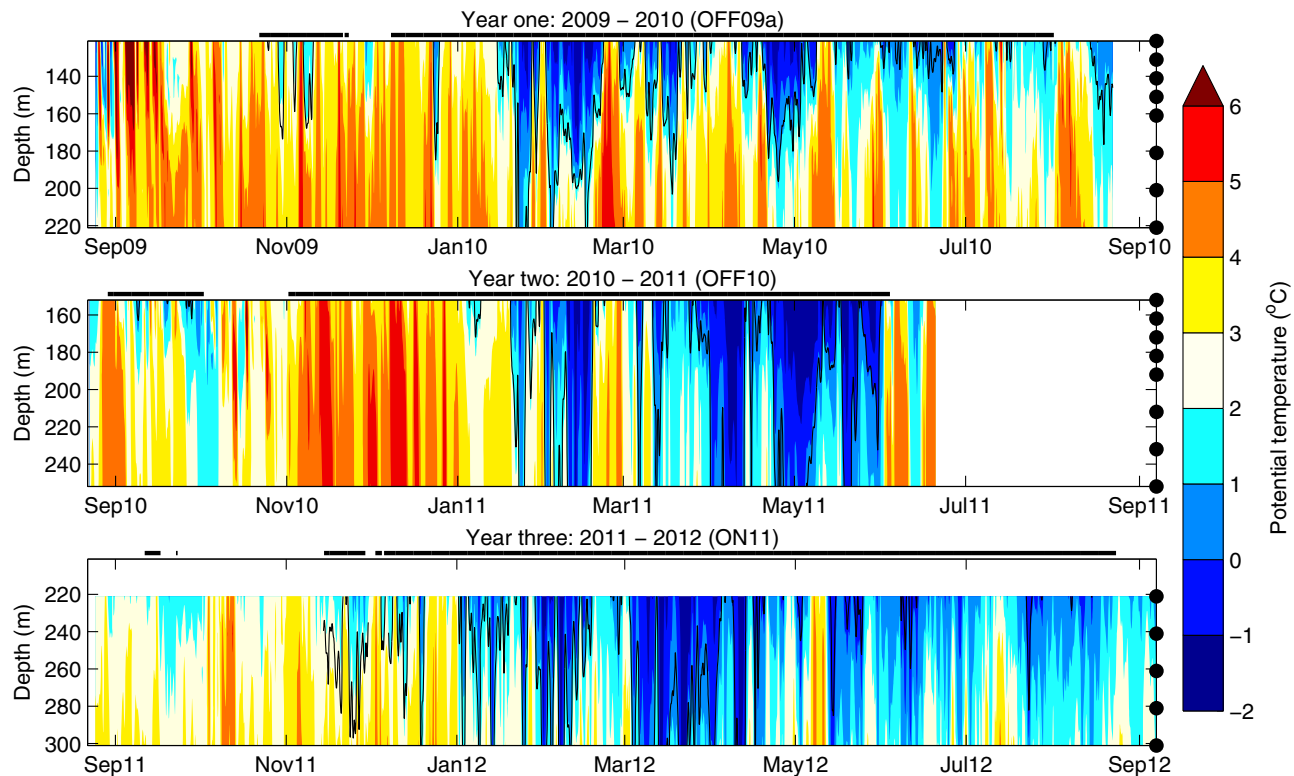 Year one: 2009 − 2010 (OFF09a)
Depth (m)
140
160
180
200
220
Sep09 Nov09 Jan10 Mar10 May10 Jul10 Sep10
Year two: 2010 − 2011 (OFF10)
Depth (m)
160
180
200
220
240
Sep10 Nov10 Jan11 Mar11 May11 Jul11 Sep11
Year three: 2011 − 2012 (ON11)
Depth (m)
220
240
260
280
300
Sep11 Nov11 Jan12 Mar12 May12 Jul12 Sep12
6
5
4
3
2
1
0
−1
−2
Potential temperature (°C)